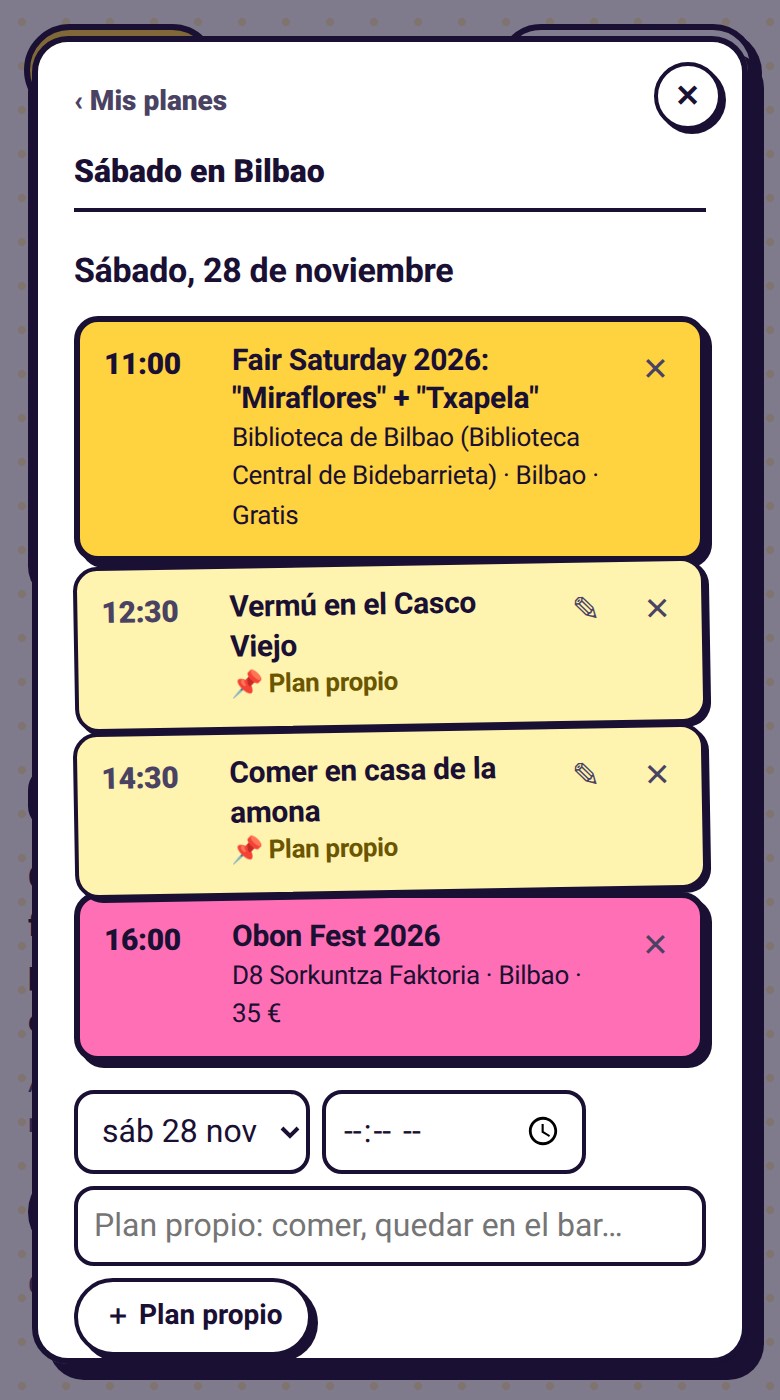 ‹ Mis planes
✕
Sábado en Bilbao
Sábado, 28 de noviembre
11:00
Fair Saturday 2026:
"Miraflores" + "Txapela"
✕
Biblioteca de Bilbao (Biblioteca
Central de Bidebarrieta) · Bilbao ·
Gratis
12:30
Vermú en el Casco
Viejo
✎ ✕
📌 Plan propio
14:30
Comer en casa de la
amona
✎ ✕
📌 Plan propio
16:00
Obon Fest 2026
✕
D8 Sorkuntza Faktoria · Bilbao ·
35 €
sáb 28 nov
--:-- --
Plan propio: comer, quedar en el bar…
+ Plan propio